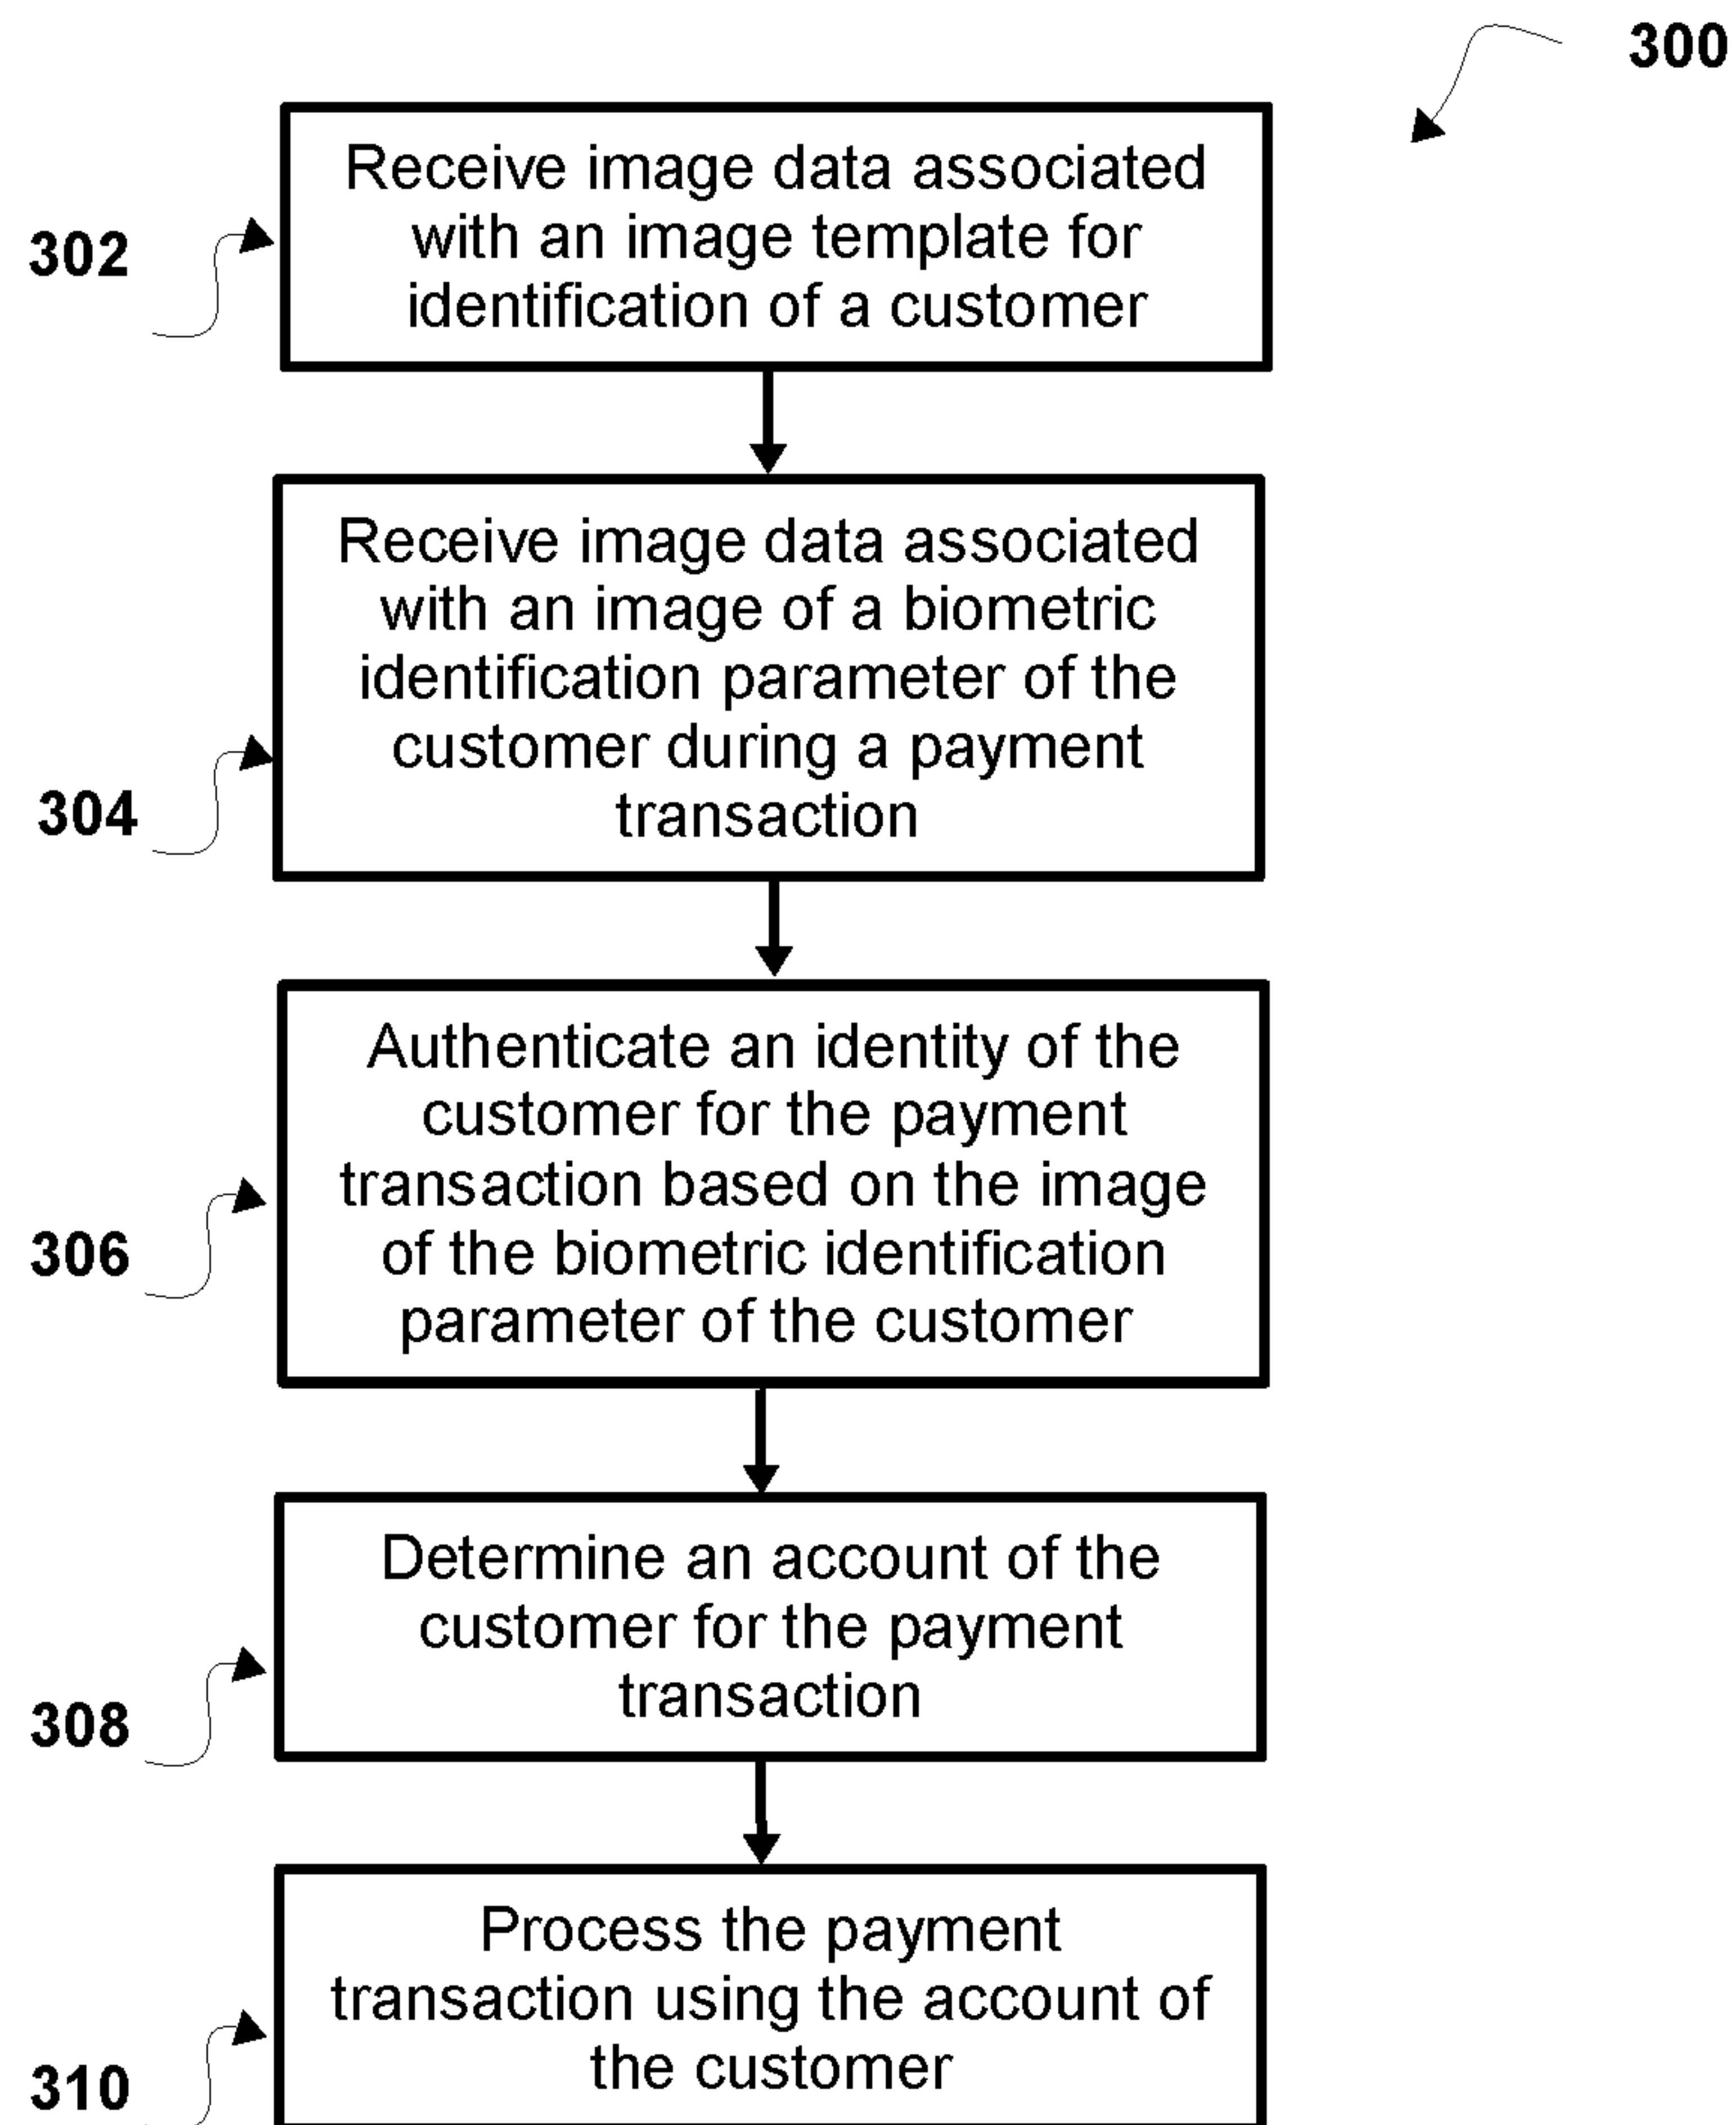 300
Receive image data associated
with an image template for
identification of a customer
302
Receive image data associated
with an image of a biometric
identification parameter of the
customer during a payment
transaction
304
Authenticate an identity of the
customer for the payment
transaction based on the image
of the biometric identification
parameter of the customer
306
Determine an account of the
customer for the payment
transaction
308
Process the payment
transaction using the account of
the customer
310